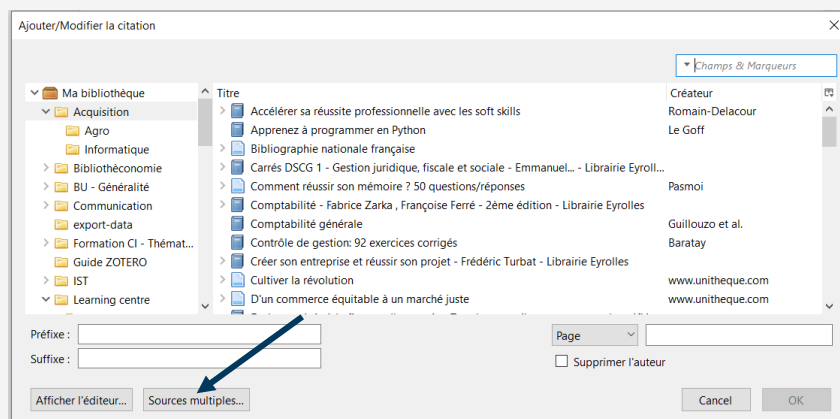 Ajouter/Modifier la citation
Champs & Marqueurs
Ma bibliothèque
Titre
Créateur
Acquisition
Accélérer sa réussite professionnelle avec les soft skills
Romain-Delacour
Agro
Apprenez à programmer en Python
Le Goff
Informatique
Bibliographie nationale française
Bibliothèconomie
Carrés DSCG 1 - Gestion juridique, fiscale et sociale - Emmanuel... - Librairie Eyroll...
BU - Généralité
Comment réussir son mémoire ? 50 questions/réponses
Pasmoi
Communication
Comptabilité - Fabrice Zarka , Françoise Ferré - 2ème édition - Librairie Eyrolles
export-data
Comptabilité générale
Guillouzo et al.
Formation CI - Thémat...
Contrôle de gestion: 92 exercices corrigés
Baratay
Guide ZOTERO
Créer son entreprise et réussir son projet - Frédéric Turbat - Librairie Eyrolles
IST
Cultiver la révolution
www.unitheque.com
Learning centre
D'un commerce équitable à un marché juste
www.unitheque.com
Préfixe :
Page
Suffixe :
Supprimer l'auteur
Afficher l'éditeur...
Sources multiples...
Cancel
OK